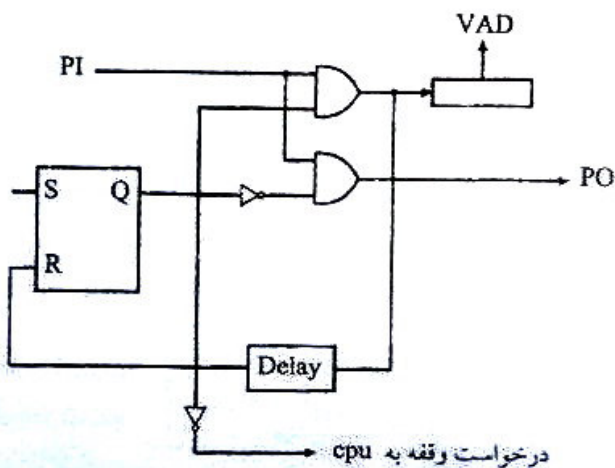 VAD
PI
PO
S Q
R
Delay
درخواست وقفه به cpu